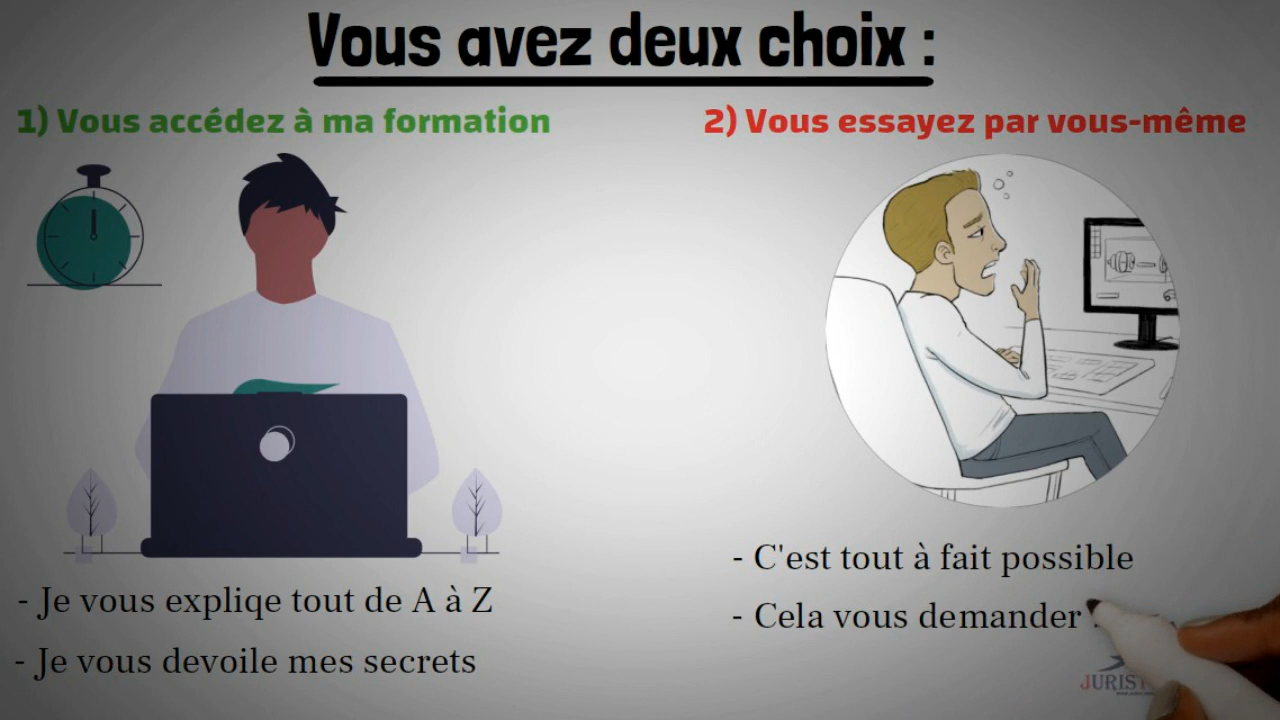 Vous avez deux choix :
1) Vous accédez à ma formation
2) Vous essayez par vous-même
- Je vous expliqe tout de A à Z
- Je vous devoile mes secrets
- C'est tout à fait possible
- Cela vous demander